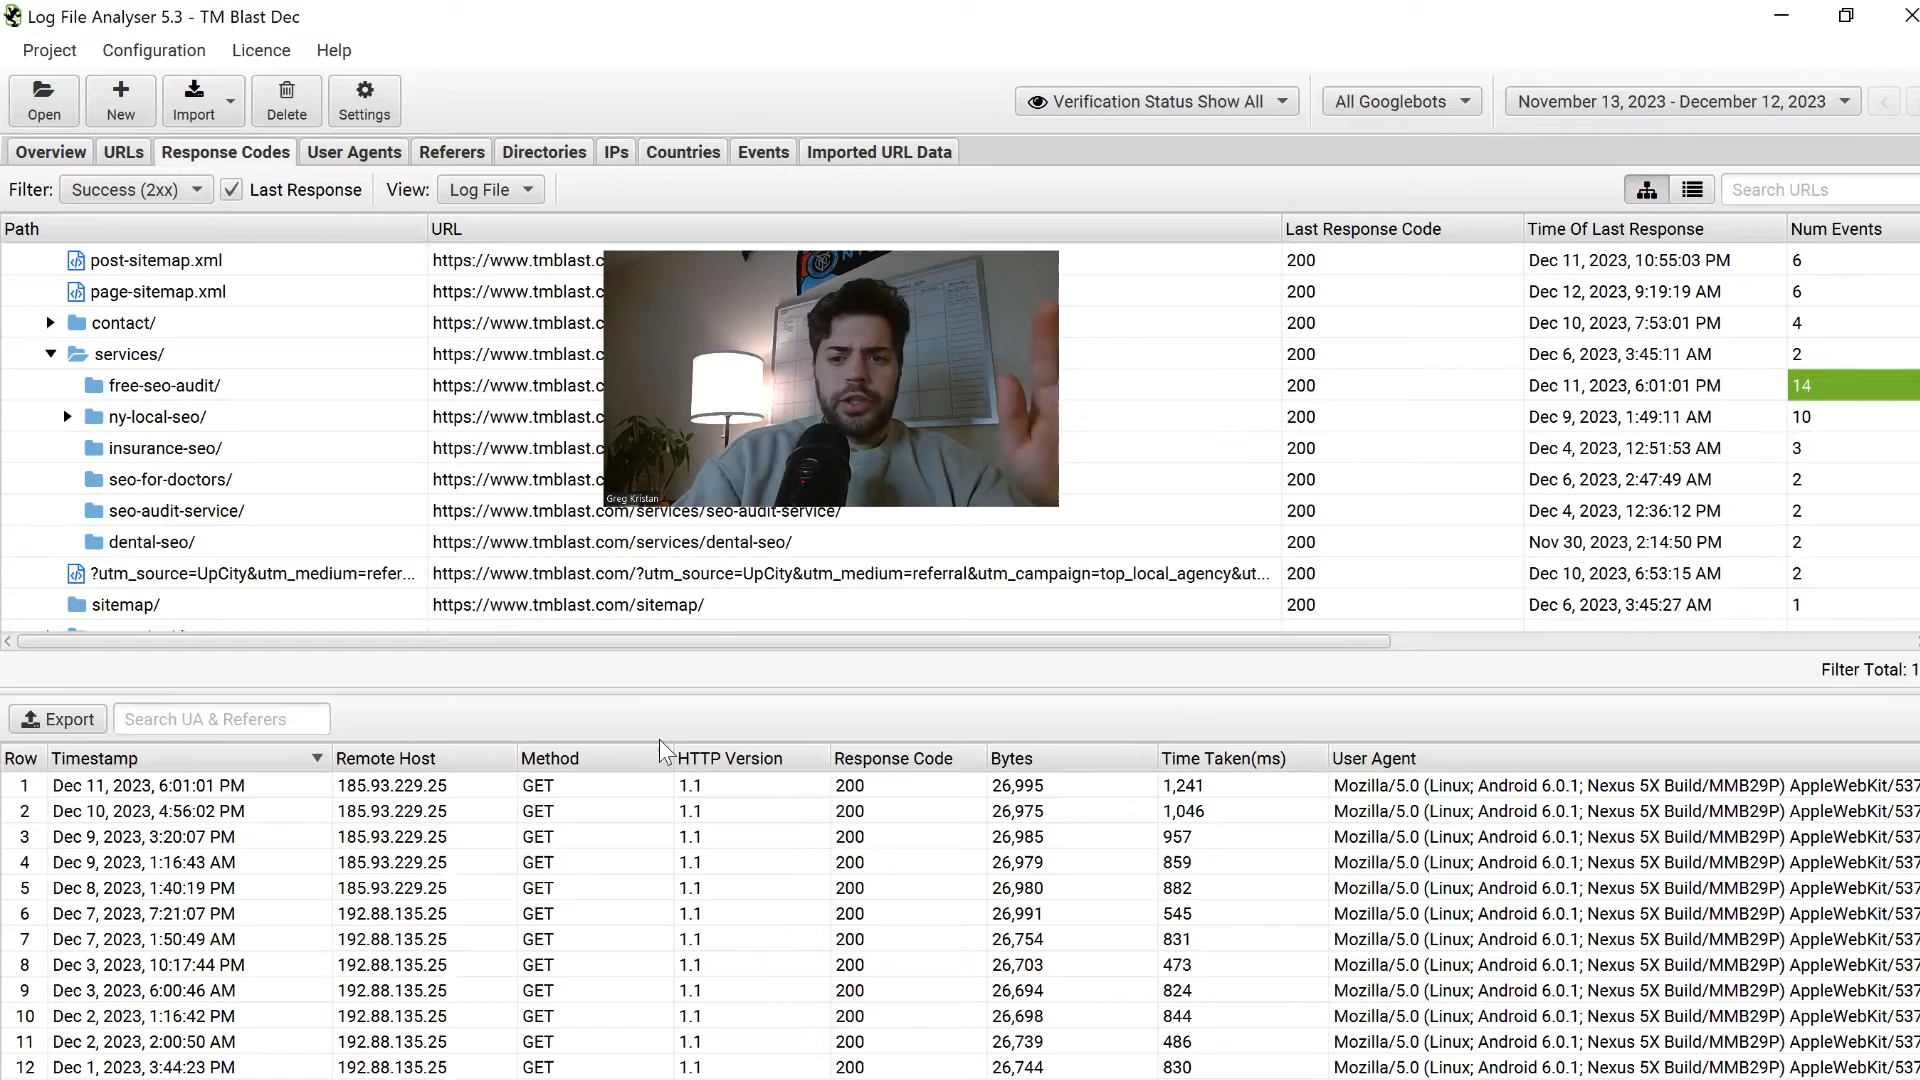 Log File Analyser 5.3 - TM Blast Dec
Project Configuration Licence Help
Open New Import Delete Settings Verification Status Show All All Googlebots November 13, 2023 - December 12, 2023
Overview URLs Response Codes User Agents Referers Directories IPs Countries Events Imported URL Data
Filter: Success (2xx) Last Response View: Log File Search URLs
Path URL Last Response Code Time Of Last Response Num Events
post-sitemap.xml https://www.tmblast.c 200 Dec 11, 2023, 10:55:03 PM 6
page-sitemap.xml https://www.tmblast.c 200 Dec 12, 2023, 9:19:19 AM 6
contact/ https://www.tmblast.c 200 Dec 10, 2023, 7:53:01 PM 4
services/ https://www.tmblast.c 200 Dec 6, 2023, 3:45:11 AM 2
free-seo-audit/ https://www.tmblast.c 200 Dec 11, 2023, 6:01:01 PM 14
ny-local-seo/ https://www.tmblast.c 200 Dec 9, 2023, 1:49:11 AM 10
insurance-seo/ https://www.tmblast.c 200 Dec 4, 2023, 12:51:53 AM 3
seo-for-doctors/ https://www.tmblast.c 200 Dec 6, 2023, 2:47:49 AM 2
Greg Kristan
seo-audit-service/ https://www.tmblast.com/services/seo-audit-service/ 200 Dec 4, 2023, 12:36:12 PM 2
dental-seo/ https://www.tmblast.com/services/dental-seo/ 200 Nov 30, 2023, 2:14:50 PM 2
?utm_source=UpCity&utm_medium=refer... https://www.tmblast.com/?utm_source=UpCity&utm_medium=referral&utm_campaign=top_local_agency&ut... 200 Dec 10, 2023, 6:53:15 AM 2
sitemap/ https://www.tmblast.com/sitemap/ 200 Dec 6, 2023, 3:45:27 AM 1
Filter Total: 1
Export Search UA & Referers
Row Timestamp Remote Host Method HTTP Version Response Code Bytes Time Taken(ms) User Agent
1 Dec 11, 2023, 6:01:01 PM 185.93.229.25 GET 1.1 200 26,995 1,241 Mozilla/5.0 (Linux; Android 6.0.1; Nexus 5X Build/MMB29P) AppleWebKit/537
2 Dec 10, 2023, 4:56:02 PM 185.93.229.25 GET 1.1 200 26,975 1,046 Mozilla/5.0 (Linux; Android 6.0.1; Nexus 5X Build/MMB29P) AppleWebKit/537
3 Dec 9, 2023, 3:20:07 PM 185.93.229.25 GET 1.1 200 26,985 957 Mozilla/5.0 (Linux; Android 6.0.1; Nexus 5X Build/MMB29P) AppleWebKit/537
4 Dec 9, 2023, 1:16:43 AM 185.93.229.25 GET 1.1 200 26,979 859 Mozilla/5.0 (Linux; Android 6.0.1; Nexus 5X Build/MMB29P) AppleWebKit/537
5 Dec 8, 2023, 1:40:19 PM 185.93.229.25 GET 1.1 200 26,980 882 Mozilla/5.0 (Linux; Android 6.0.1; Nexus 5X Build/MMB29P) AppleWebKit/537
6 Dec 7, 2023, 7:21:07 PM 192.88.135.25 GET 1.1 200 26,991 545 Mozilla/5.0 (Linux; Android 6.0.1; Nexus 5X Build/MMB29P) AppleWebKit/537
7 Dec 7, 2023, 1:50:49 AM 192.88.135.25 GET 1.1 200 26,754 831 Mozilla/5.0 (Linux; Android 6.0.1; Nexus 5X Build/MMB29P) AppleWebKit/537
8 Dec 3, 2023, 10:17:44 PM 192.88.135.25 GET 1.1 200 26,703 473 Mozilla/5.0 (Linux; Android 6.0.1; Nexus 5X Build/MMB29P) AppleWebKit/537
9 Dec 3, 2023, 6:00:46 AM 192.88.135.25 GET 1.1 200 26,694 824 Mozilla/5.0 (Linux; Android 6.0.1; Nexus 5X Build/MMB29P) AppleWebKit/537
10 Dec 2, 2023, 1:16:42 PM 192.88.135.25 GET 1.1 200 26,698 844 Mozilla/5.0 (Linux; Android 6.0.1; Nexus 5X Build/MMB29P) AppleWebKit/537
11 Dec 2, 2023, 2:00:50 AM 192.88.135.25 GET 1.1 200 26,739 486 Mozilla/5.0 (Linux; Android 6.0.1; Nexus 5X Build/MMB29P) AppleWebKit/537
12 Dec 1, 2023, 3:44:23 PM 192.88.135.25 GET 1.1 200 26,744 830 Mozilla/5.0 (Linux; Android 6.0.1; Nexus 5X Build/MMB29P) AppleWebKit/537